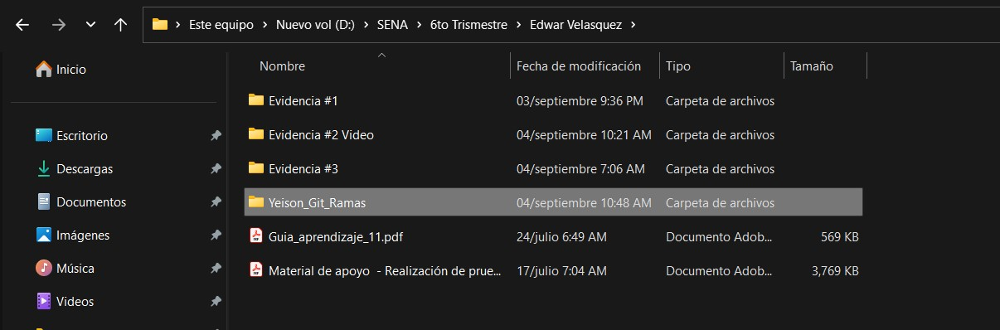 Este equipo > Nuevo vol (D:) > SENA > 6to Trismestre > Edwar Velasquez >
Inicio
Escritorio
Descargas
Documentos
Imágenes
Música
Videos
Nombre Fecha de modificación Tipo Tamaño
Evidencia #1 03/septiembre 9:36 PM Carpeta de archivos
Evidencia #2 Video 04/septiembre 10:21 AM Carpeta de archivos
Evidencia #3 04/septiembre 7:06 AM Carpeta de archivos
Yeison_Git_Ramas 04/septiembre 10:48 AM Carpeta de archivos
Guia_aprendizaje_11.pdf 24/julio 6:49 AM Documento Adob... 569 KB
Material de apoyo - Realización de prue... 17/julio 7:04 AM Documento Adob... 3,769 KB